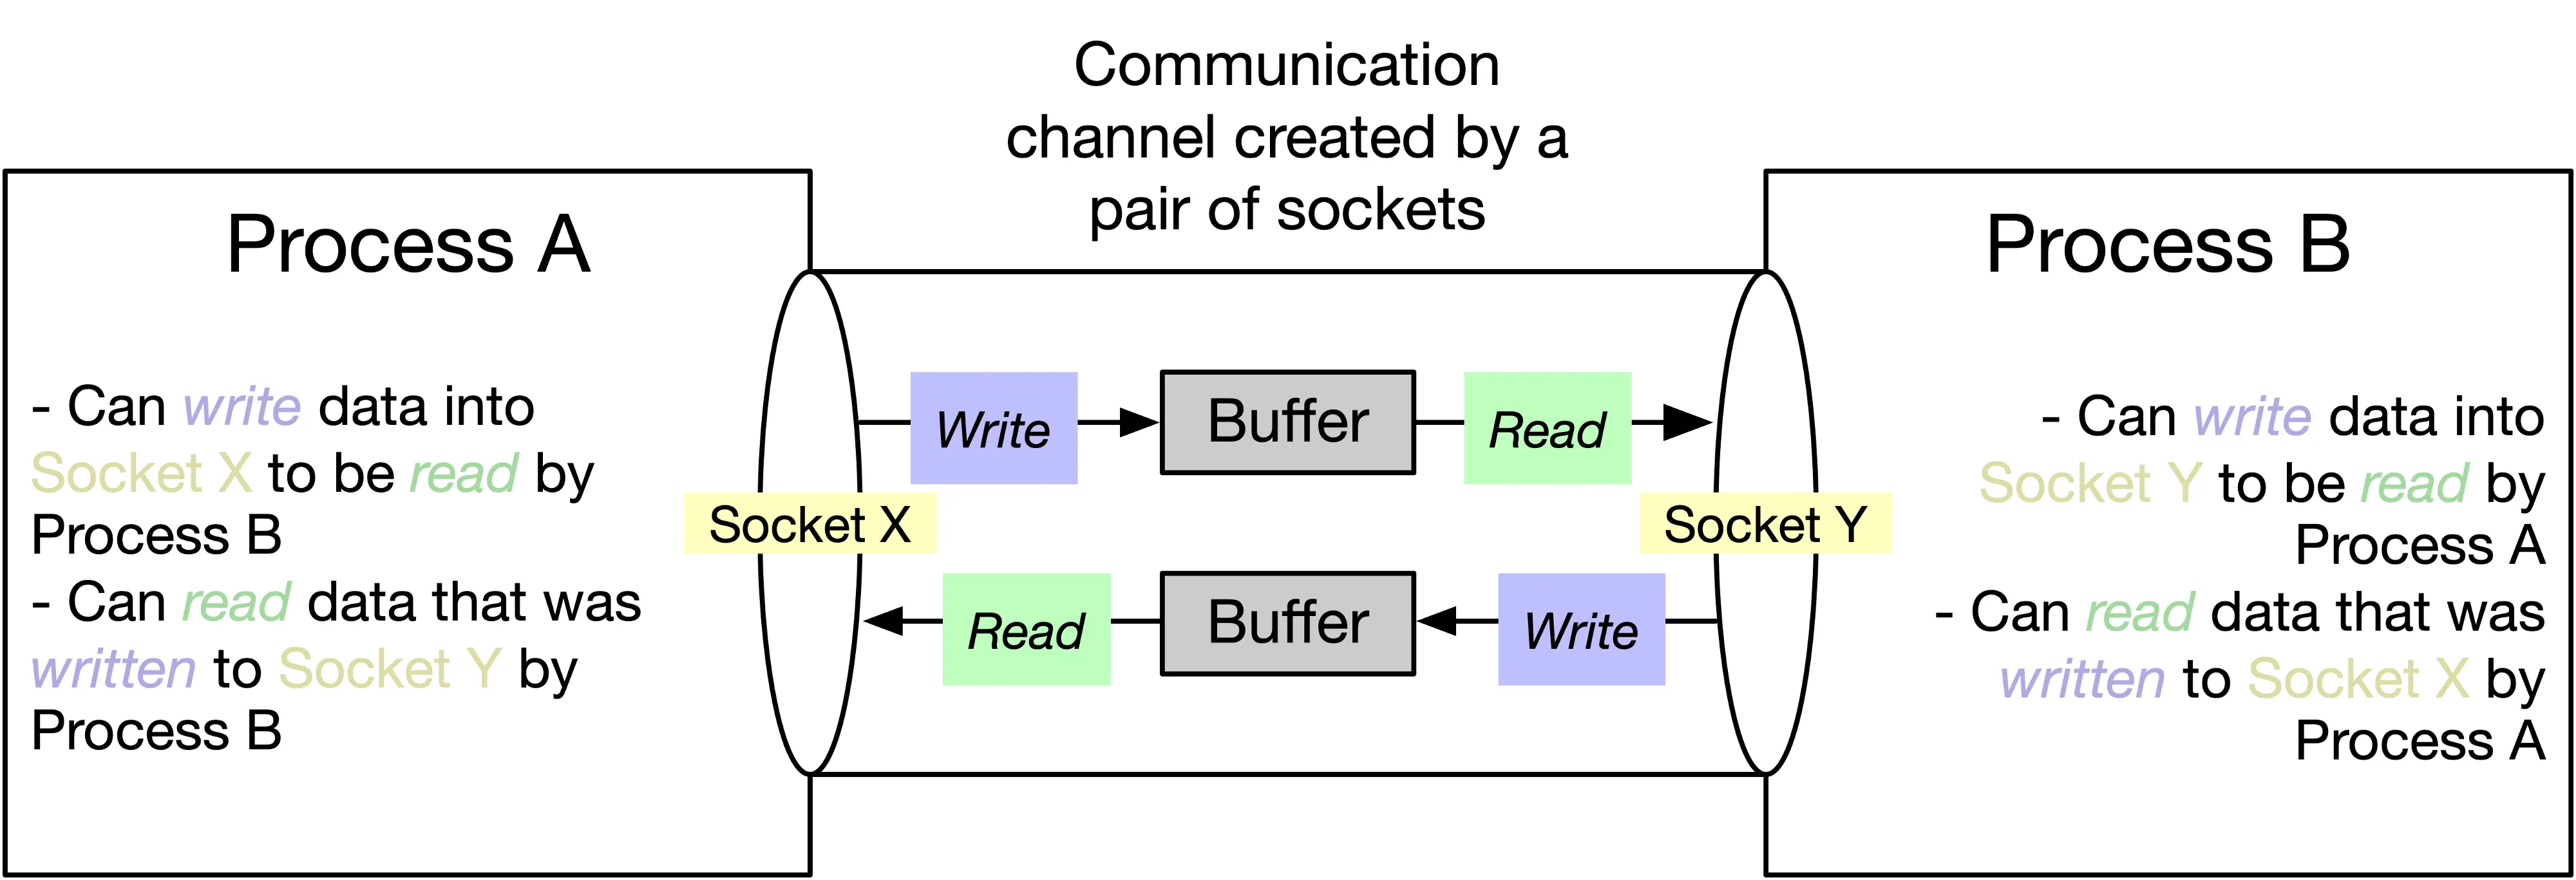 Communication
channel created by a
pair of sockets
Process A
- Can write data into
Socket X to be read by
Process B
- Can read data that was
written to Socket Y by
Process B
Socket X
Write
Buffer
Read
Read
Buffer
Write
Socket Y
Process B
- Can write data into
Socket Y to be read by
Process A
- Can read data that was
written to Socket X by
Process A